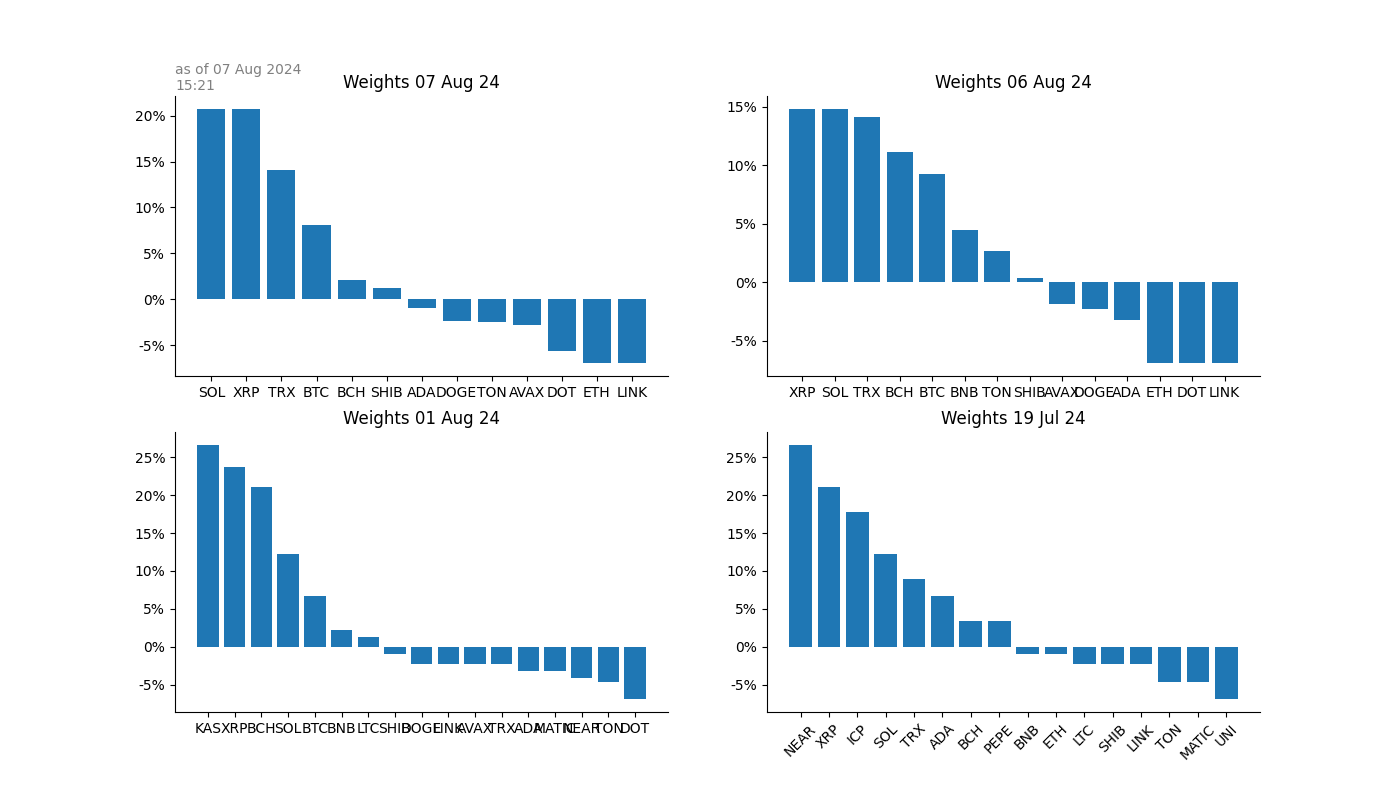 as of 07 Aug 2024
15:21
Weights 07 Aug 24
20%
15%
10%
5%
0%
-5%
SOL XRP TRX BTC BCH SHIB ADA DOGE TON AVAX DOT ETH LINK
Weights 06 Aug 24
15%
10%
5%
0%
-5%
XRP SOL TRX BCH BTC BNB TON SHIB AVAX DOGE ADA ETH DOT LINK
Weights 01 Aug 24
25%
20%
15%
10%
5%
0%
-5%
KAS XRP BCH SOL BTC BNB LTC SHIB DOGE LINK AVAX TRX ADA MATIC NEAR TON DOT
Weights 19 Jul 24
25%
20%
15%
10%
5%
0%
-5%
NEAR XRP ICP SOL TRX ADA BCH PEPE BNB ETH LTC SHIB LINK TON MATIC UNI